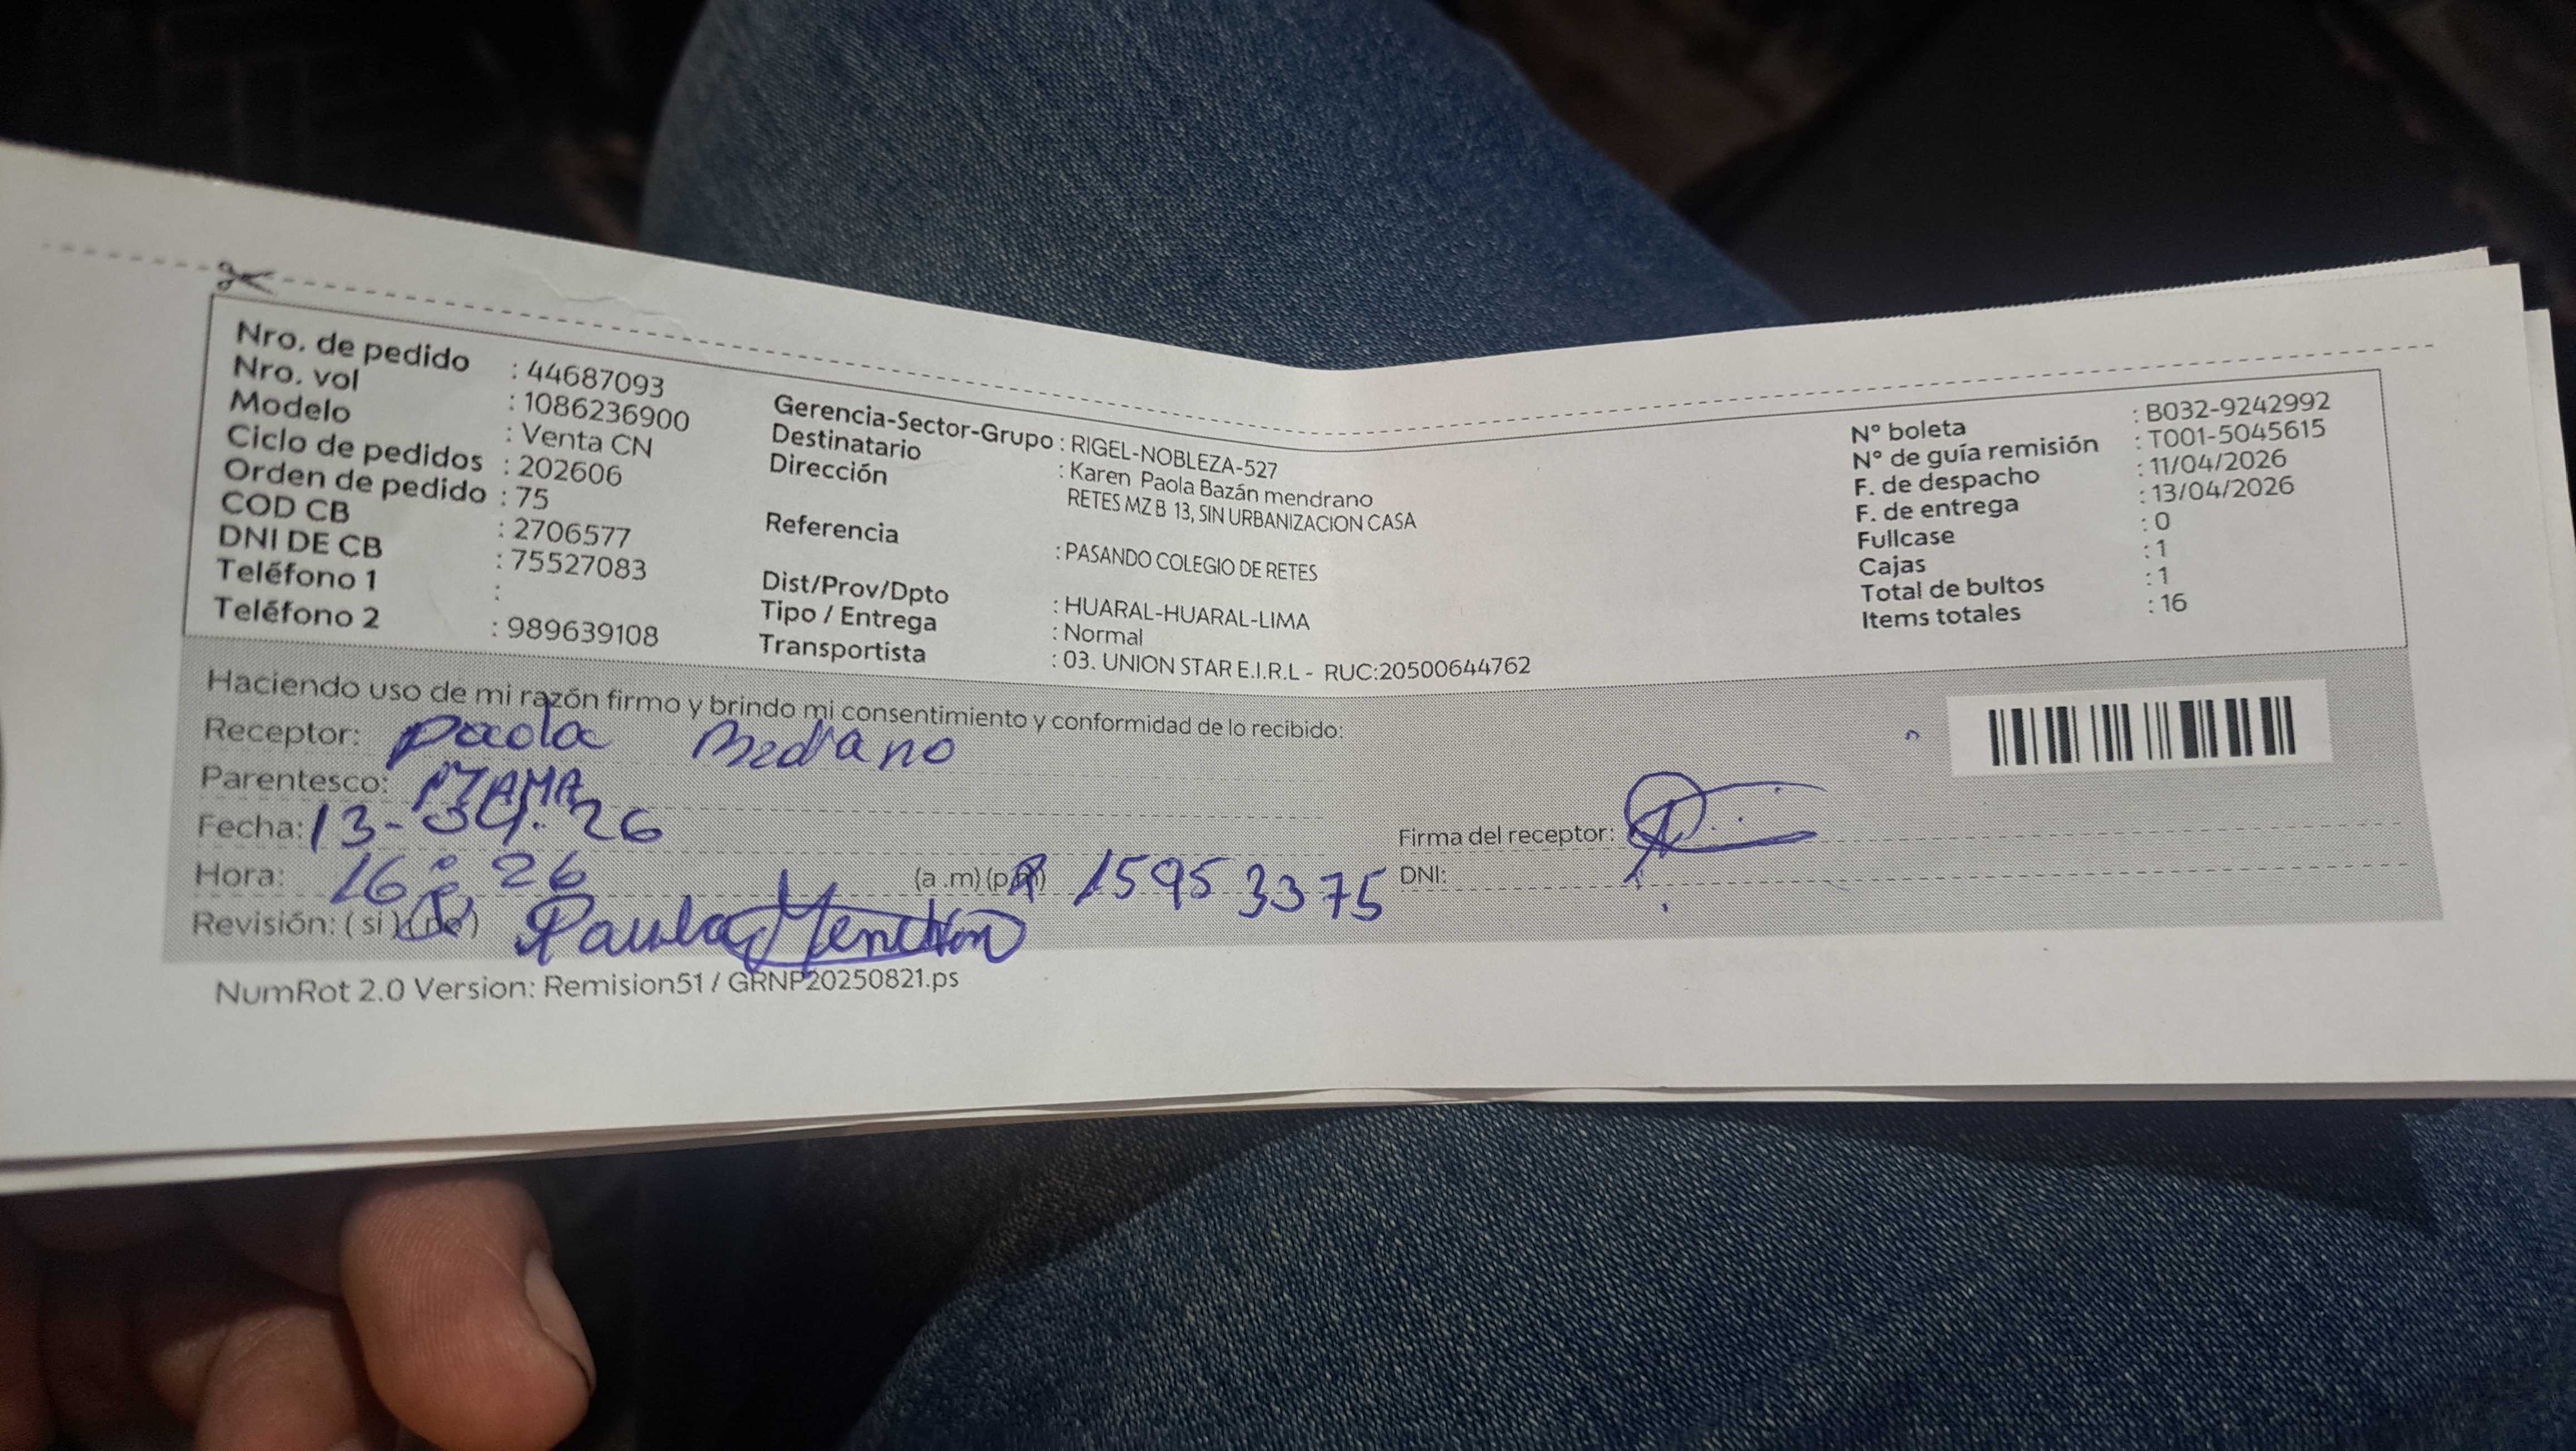 Nro. de pedido : 44687093
Nro. vol : 1086236900
Modelo : Venta CN
Ciclo de pedidos : 202606
Orden de pedido : 75
COD CB : 2706577
DNI DE CB : 75527083
Teléfono 1 :
Teléfono 2 : 989639108
Gerencia-Sector-Grupo : RIGEL-NOBLEZA-527
Destinatario : Karen Paola Bazán mendrano
Dirección RETES MZ B 13, SIN URBANIZACION CASA
Referencia : PASANDO COLEGIO DE RETES
Dist/Prov/Dpto : HUARAL-HUARAL-LIMA
Tipo / Entrega : Normal
Transportista : 03. UNION STAR E.I.R.L - RUC:20500644762
N° boleta : B032-9242992
N° de guía remisión : T001-5045615
F. de despacho : 11/04/2026
F. de entrega : 13/04/2026
Fullcase : 0
Cajas : 1
Total de bultos : 1
Items totales : 16
Haciendo uso de mi razón firmo y brindo mi consentimiento y conformidad de lo recibido:
Receptor: Paola Medrano
Parentesco: MAMA
Fecha: 13-04-26
Hora: 16:26 (a .m) (p.m) 15953375
Revisión: ( si ) ( no ) Paula
Firma del receptor:
DNI:
NumRot 2.0 Version: Remision51 / GRNP20250821.ps